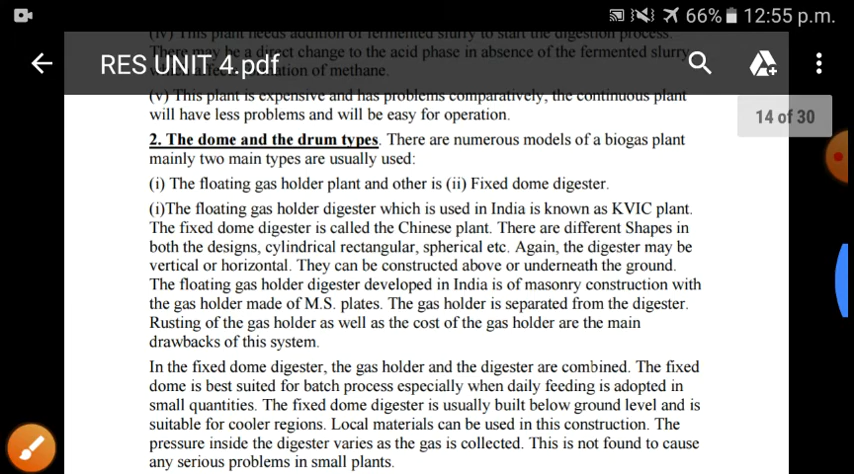 66% 12:55 p.m.
(iv) This plant needs addition of fermented slurry to start the digestion process.
There may be a direct change to the acid phase in absence of the fermented slurry
RES UNIT 4.pdf
of methane.
(v) This plant is expensive and has problems comparatively, the continuous plant
will have less problems and will be easy for operation.
14 of 30
2. The dome and the drum types. There are numerous models of a biogas plant
mainly two main types are usually used:
(i) The floating gas holder plant and other is (ii) Fixed dome digester.
(i)The floating gas holder digester which is used in India is known as KVIC plant.
The fixed dome digester is called the Chinese plant. There are different Shapes in
both the designs, cylindrical rectangular, spherical etc. Again, the digester may be
vertical or horizontal. They can be constructed above or underneath the ground.
The floating gas holder digester developed in India is of masonry construction with
the gas holder made of M.S. plates. The gas holder is separated from the digester.
Rusting of the gas holder as well as the cost of the gas holder are the main
drawbacks of this system.
In the fixed dome digester, the gas holder and the digester are combined. The fixed
dome is best suited for batch process especially when daily feeding is adopted in
small quantities. The fixed dome digester is usually built below ground level and is
suitable for cooler regions. Local materials can be used in this construction. The
pressure inside the digester varies as the gas is collected. This is not found to cause
any serious problems in small plants.